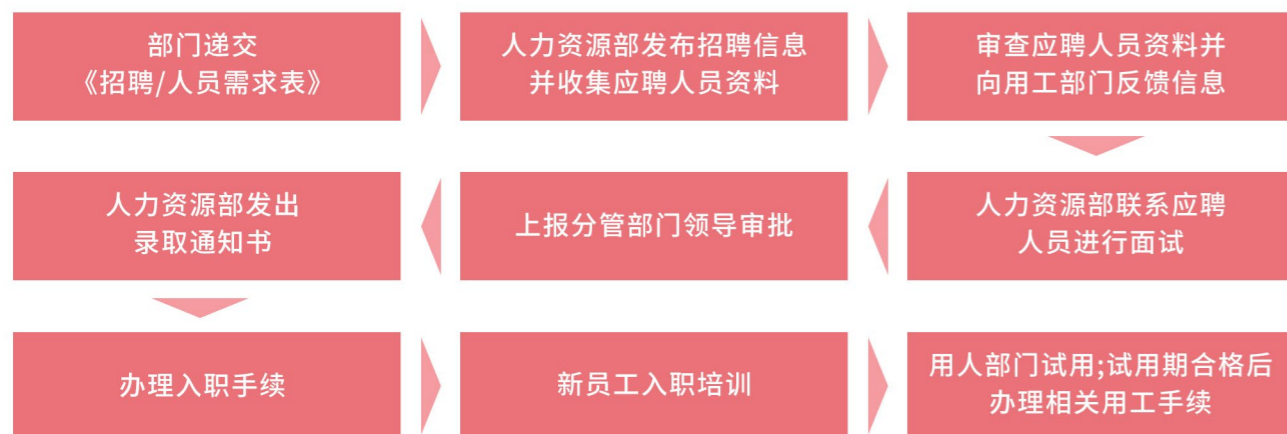 部门递交
《招聘/人员需求表》
人力资源部发布招聘信息
并收集应聘人员资料
审查应聘人员资料并
向用工部门反馈信息
人力资源部联系应聘
人员进行面试
上报分管部门领导审批
人力资源部发出
录取通知书
办理入职手续
新员工入职培训
用人部门试用;试用期合格后
办理相关用工手续